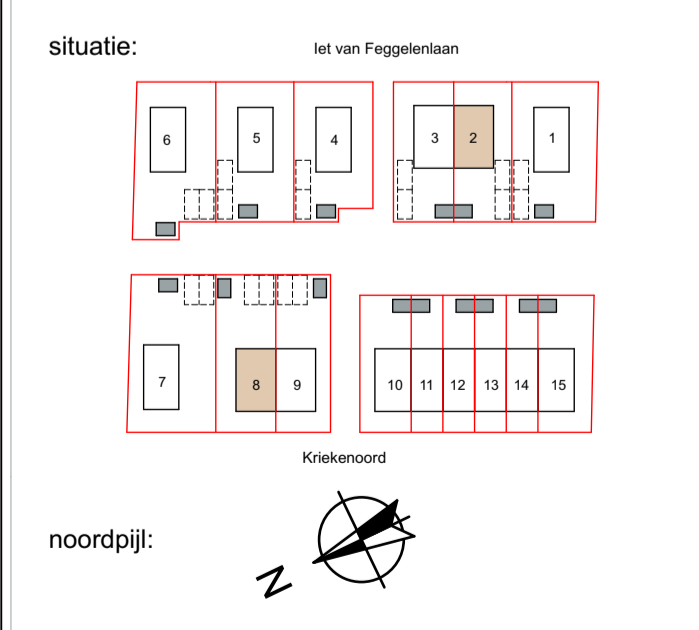 situatie:
Iet van Feggelenlaan
6 5 4 3 2 1
7 8 9 10 11 12 13 14 15
Kriekenoord
noordpijl:
N